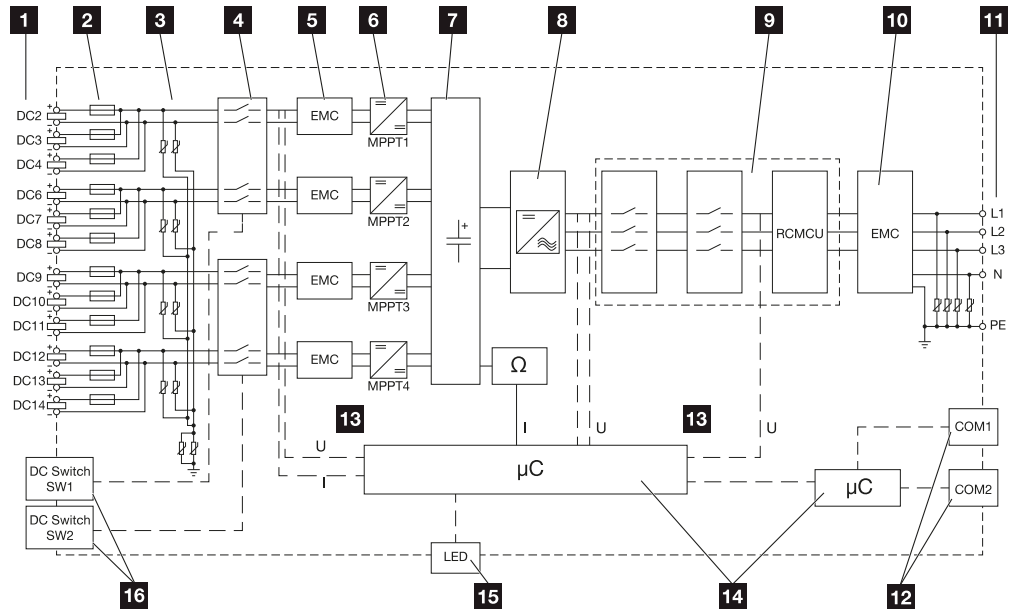 1 2 3 4 5 6 7 8 9 10 11
+
DC2
−
+
DC3
−
+
DC4
−
+
DC6
−
+
DC7
−
+
DC8
−
+
DC9
−
+
DC10
−
+
DC11
−
+
DC12
−
+
DC13
−
+
DC14
−
EMC
MPPT1
EMC
MPPT2
EMC
MPPT3
EMC
MPPT4
+
RCMCU
EMC
L1
L2
L3
N
PE
Ω
13
13
U
I
I
U
U
µC
µC
COM1
COM2
DC Switch
SW1
DC Switch
SW2
LED
16
15
14
12